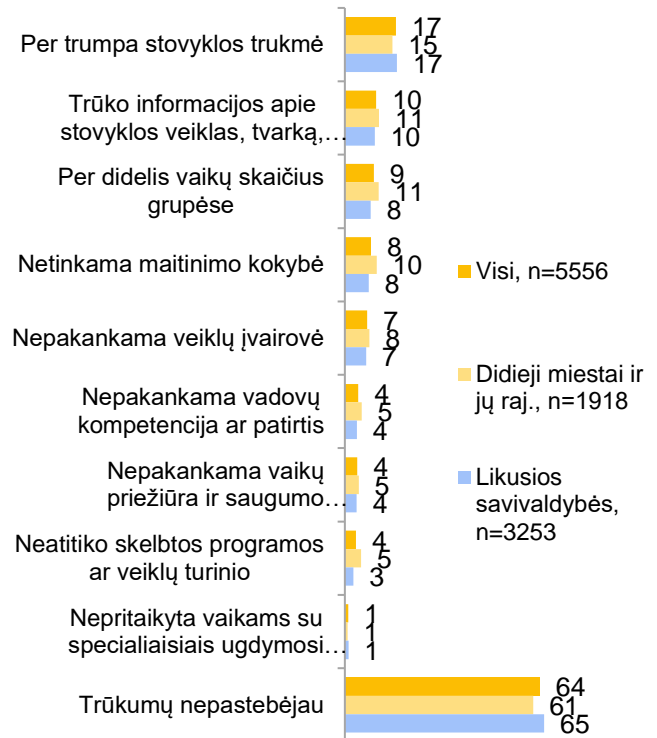 Per trumpa stovyklos trukmė
17
15
17
Trūko informacijos apie
stovyklos veiklas, tvarką,…
10
11
10
Per didelis vaikų skaičius
grupėse
9
11
8
Netinkama maitinimo kokybė
8
10
8
Nepakankama veiklų įvairovė
7
8
7
Nepakankama vadovų
kompetencija ar patirtis
4
5
4
Nepakankama vaikų
priežiūra ir saugumo…
4
5
4
Neatitiko skelbtos programos
ar veiklų turinio
4
5
3
Nepritaikyta vaikams su
specialiaisiais ugdymosi…
1
1
1
Trūkumų nepastebėjau
64
61
65
Visi, n=5556
Didieji miestai ir
jų raj., n=1918
Likusios
savivaldybės,
n=3253